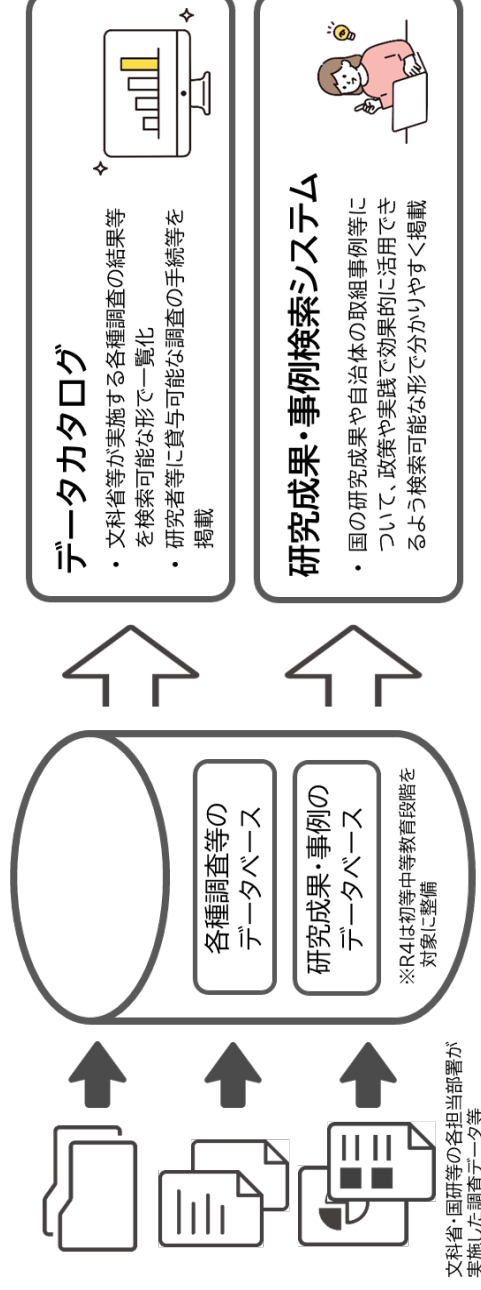 文科省・国研等の各担当部署が
実施した調査データ等
各種調査等の
データベース
研究成果・事例の
データベース
※R4は初等中等教育段階を
対象に整備
データカタログ
・文科省等が実施する各種調査の結果等
を検索可能な形で一覧化
・研究者等に貸与可能な調査の手続等を
掲載
研究成果・事例検索システム
・国の研究成果や自治体の取組事例等に
ついて、政策や実践で効果的に活用でき
るよう検索可能な形で分かりやすく掲載